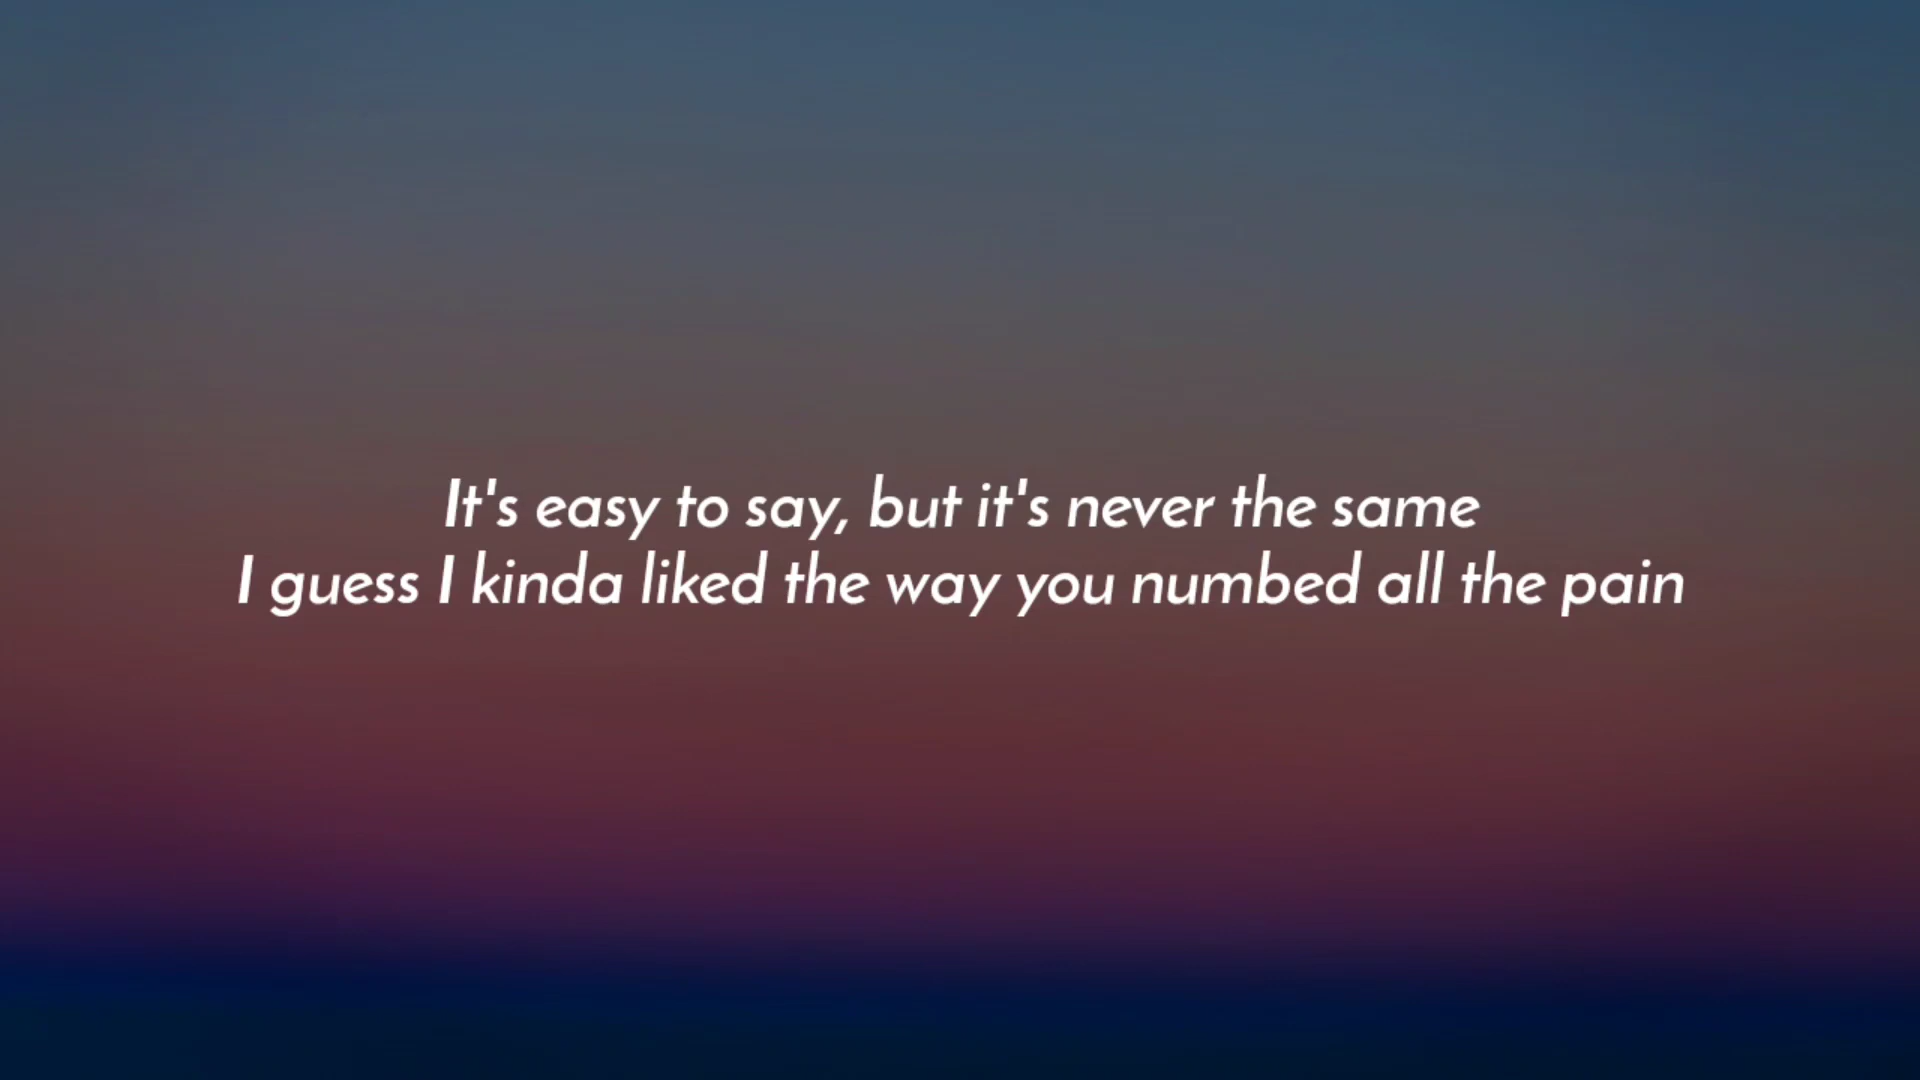 It's easy to say, but it's never the same
I guess I kinda liked the way you numbed all the pain